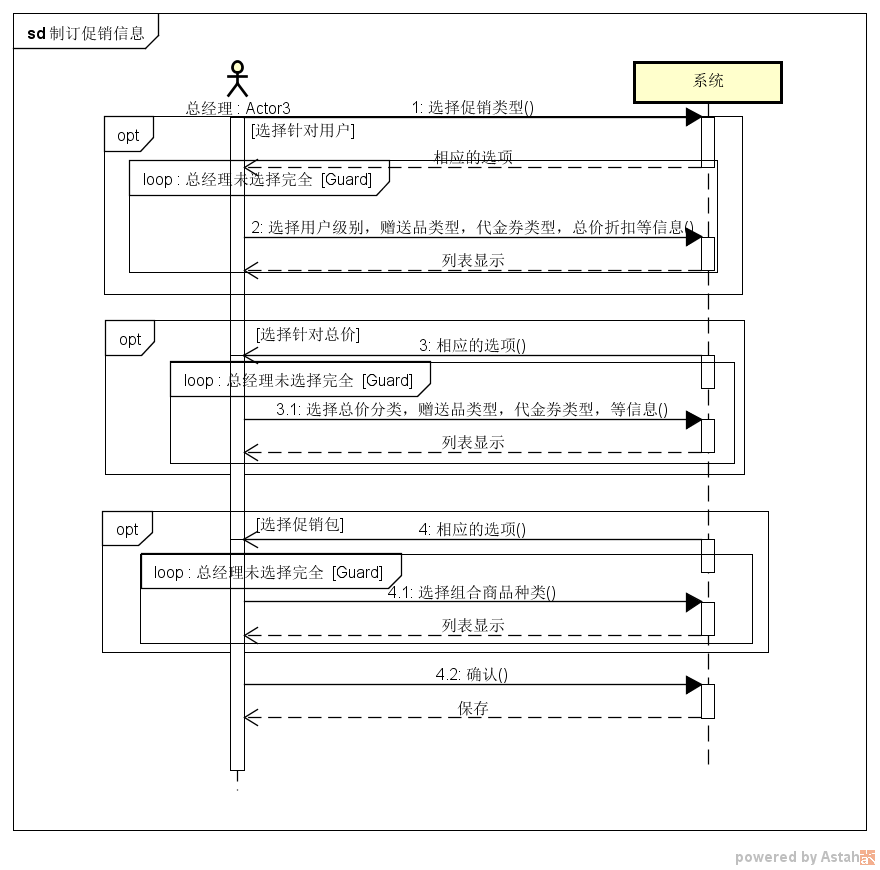 sd 制订促销信息
系统
总经理 : Actor3
1: 选择促销类型()
opt
[选择针对用户]
相应的选项
loop : 总经理未选择完全 [Guard]
2: 选择用户级别，赠送品类型，代金券类型，总价折扣等信息()
列表显示
opt
[选择针对总价]
3: 相应的选项()
loop : 总经理未选择完全 [Guard]
3.1: 选择总价分类，赠送品类型，代金券类型，等信息()
列表显示
opt
[选择促销包]
4: 相应的选项()
loop : 总经理未选择完全 [Guard]
4.1: 选择组合商品种类()
列表显示
4.2: 确认()
保存
powered by Astah